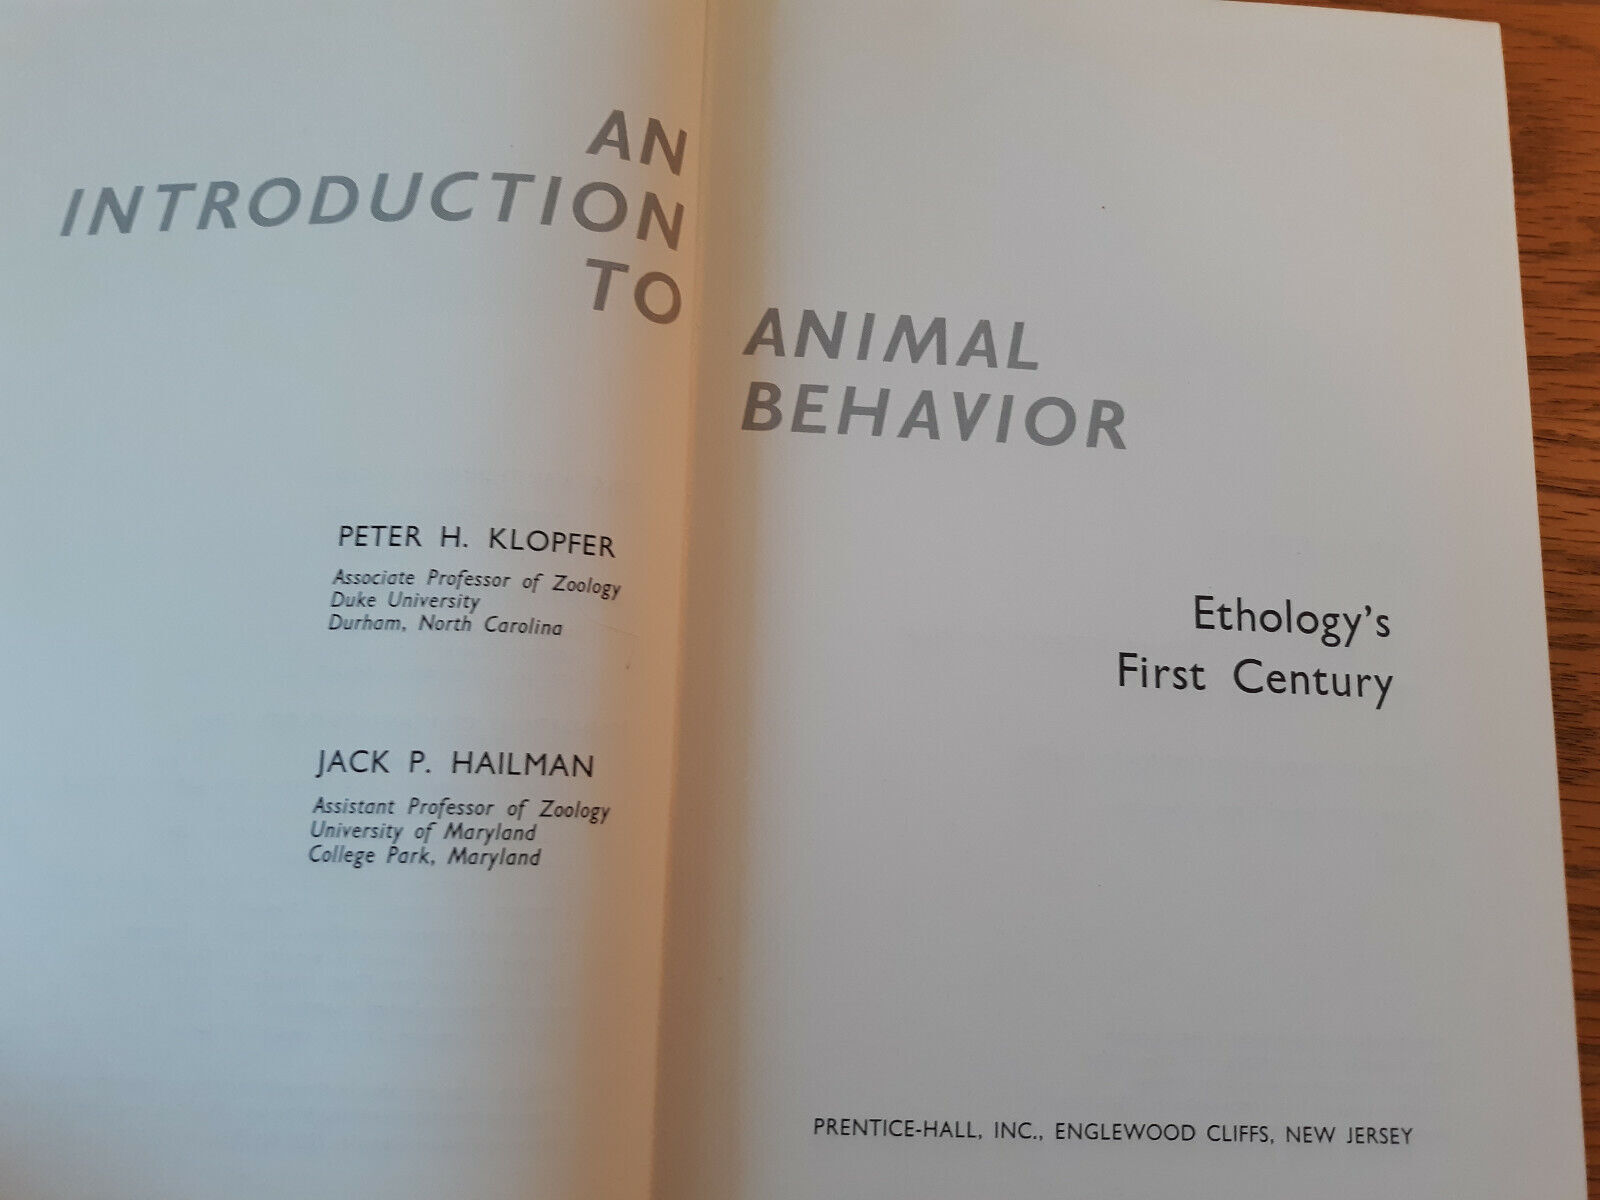 AN
INTRODUCTION
TO
ANIMAL
BEHAVIOR
PETER H. KLOPFER
Associate Professor of Zoology
Duke University
Durham, North Carolina
JACK P. HAILMAN
Assistant Professor of Zoology
University of Maryland
College Park, Maryland
Ethology's
First Century
PRENTICE-HALL, INC., ENGLEWOOD CLIFFS, NEW JERSEY